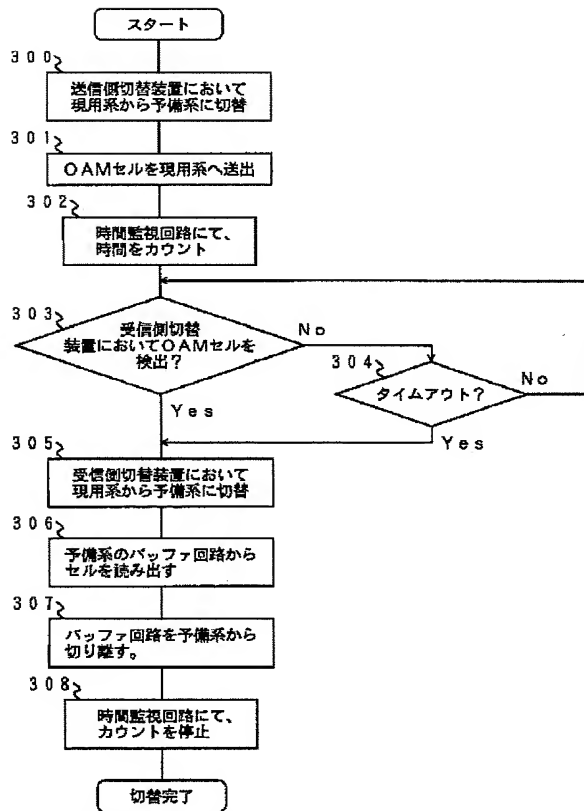 スタート
300
送信側切替装置において
現用系から予備系に切替
301
OAMセルを現用系へ送出
302
時間監視回路にて、
時間をカウント
303
受信側切替
装置においてOAMセルを
検出?
No
304
タイムアウト?
No
Yes
Yes
305
受信側切替装置において
現用系から予備系に切替
306
予備系のバッファ回路から
セルを読み出す
307
バッファ回路を予備系から
切り離す。
308
時間監視回路にて、
カウントを停止
切替完了